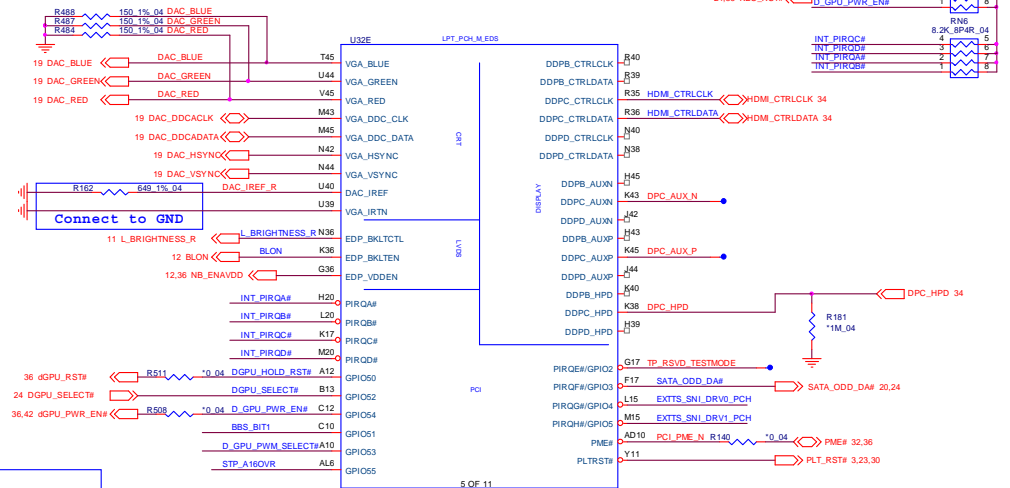 R488 150_1%_04 DAC_BLUE
R487 150_1%_04 DAC_GREEN
R484 150_1%_04 DAC_RED
D_GPU_PWR_EN# 1 8
RN6
8.2K_8P4R_04
INT_PIRQC# 4 5
INT_PIRQD# 3 6
INT_PIRQA# 2 7
INT_PIRQB# 1 8
U32E LPT_PCH_M_EDS
19 DAC_BLUE DAC_BLUE T45 VGA_BLUE
19 DAC_GREEN DAC_GREEN U44 VGA_GREEN
19 DAC_RED DAC_RED V45 VGA_RED
19 DAC_DDCACLK M43 VGA_DDC_CLK
19 DAC_DDCADATA M45 VGA_DDC_DATA
19 DAC_HSYNC N42 VGA_HSYNC
19 DAC_VSYNC N44 VGA_VSYNC
R162 649_1%_04 DAC_IREF_R U40 DAC_IREF
U39 VGA_IRTN
Connect to GND
11 L_BRIGHTNESS_R L_BRIGHTNESS_R N36 EDP_BKLTCTL
12 BLON BLON K36 EDP_BKLTEN
12,36 NB_ENAVDD G36 EDP_VDDEN
INT_PIRQA# H20 PIRQA#
INT_PIRQB# L20 PIRQB#
INT_PIRQC# K17 PIRQC#
INT_PIRQD# M20 PIRQD#
36 dGPU_RST# R511 *0_04 DGPU_HOLD_RST# A12 GPIO50
24 DGPU_SELECT# DGPU_SELECT# B13 GPIO52
36,42 dGPU_PWR_EN# R508 *0_04 D_GPU_PWR_EN# C12 GPIO54
BBS_BIT1 C10 GPIO51
D_GPU_PWM_SELECT# A10 GPIO53
STP_A16OVR AL6 GPIO55
CRT
LVDS
PCI
DISPLAY
DDPB_CTRLCLK R40
DDPB_CTRLDATA R39
DDPC_CTRLCLK R35 HDMI_CTRLCLK HDMI_CTRLCLK 34
DDPC_CTRLDATA R36 HDMI_CTRLDATA HDMI_CTRLDATA 34
DDPD_CTRLCLK N40
DDPD_CTRLDATA N38
DDPB_AUXN H45
DDPC_AUXN K43 DPC_AUX_N
DDPD_AUXN J42
DDPB_AUXP H43
DDPC_AUXP K45 DPC_AUX_P
DDPD_AUXP J44
DDPB_HPD K40
DDPC_HPD K38 DPC_HPD DPC_HPD 34
DDPD_HPD H39
R181
*1M_04
PIRQE#/GPIO2 G17 TP_RSVD_TESTMODE
PIRQF#/GPIO3 F17 SATA_ODD_DA# SATA_ODD_DA# 20,24
PIRQG#/GPIO4 L15 EXTTS_SNI_DRV0_PCH
PIRQH#/GPIO5 M15 EXTTS_SNI_DRV1_PCH
PME# AD10 PCI_PME_N R140 *0_04 PME# 32,36
PLTRST# Y11 PLT_RST# 3,23,30
5 OF 11